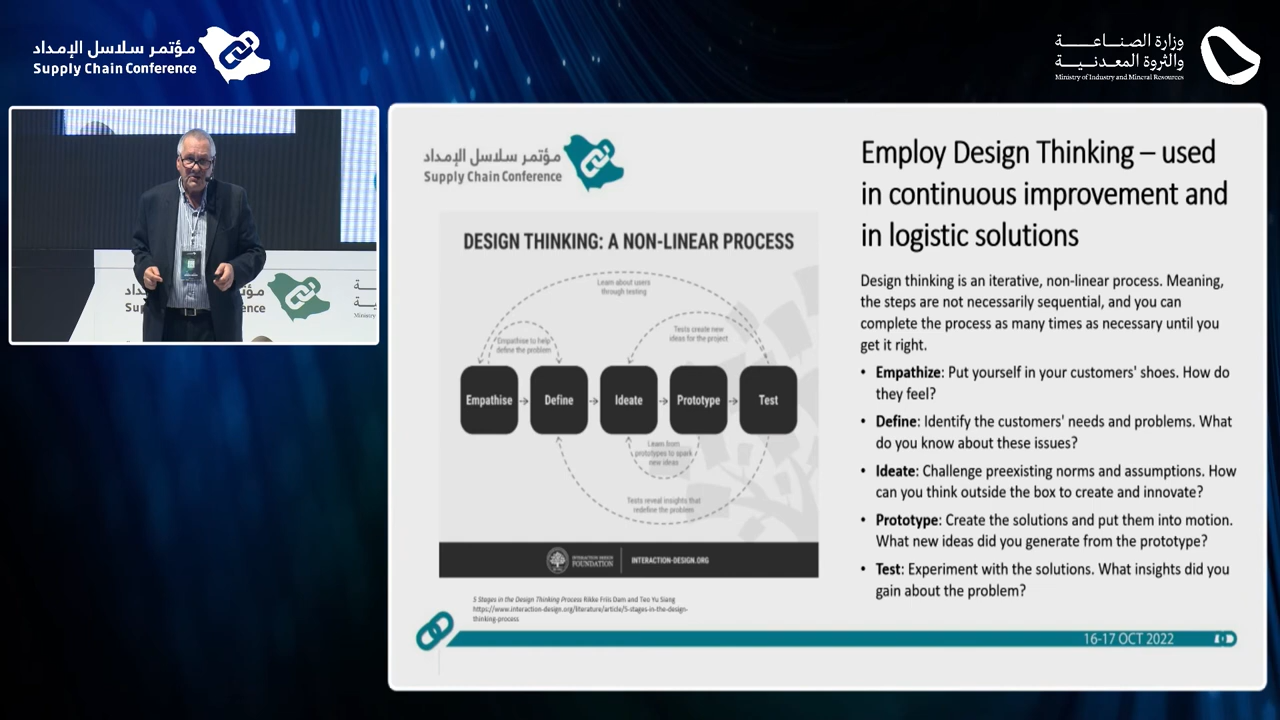 مؤتمر سلاسل الإمداد
Supply Chain Conference
وزارة الصنـــاعـــــة
والثروة المعدنـيـــة
Ministry of Industry and Mineral Resources
مؤتمر سلاسل الإمداد
Supply Chain Conference
DESIGN THINKING: A NON-LINEAR PROCESS
Learn about users
through testing
Empathise to help
define the problem
Tests create new
ideas for the project
Empathise
Define
Ideate
Prototype
Test
Learn from
prototypes to spark
new ideas
Tests reveal insights that
redefine the problem
INTERACTION DESIGN
FOUNDATION
INTERACTION-DESIGN.ORG
5 Stages in the Design Thinking Process Rikke Friis Dam and Teo Yu Siang
https://www.interaction-design.org/literature/article/5-stages-in-the-design-
thinking-process
Employ Design Thinking – used
in continuous improvement and
in logistic solutions
Design thinking is an iterative, non-linear process. Meaning,
the steps are not necessarily sequential, and you can
complete the process as many times as necessary until you
get it right.
• Empathize: Put yourself in your customers' shoes. How do
they feel?
• Define: Identify the customers' needs and problems. What
do you know about these issues?
• Ideate: Challenge preexisting norms and assumptions. How
can you think outside the box to create and innovate?
• Prototype: Create the solutions and put them into motion.
What new ideas did you generate from the prototype?
• Test: Experiment with the solutions. What insights did you
gain about the problem?
16-17 OCT 2022